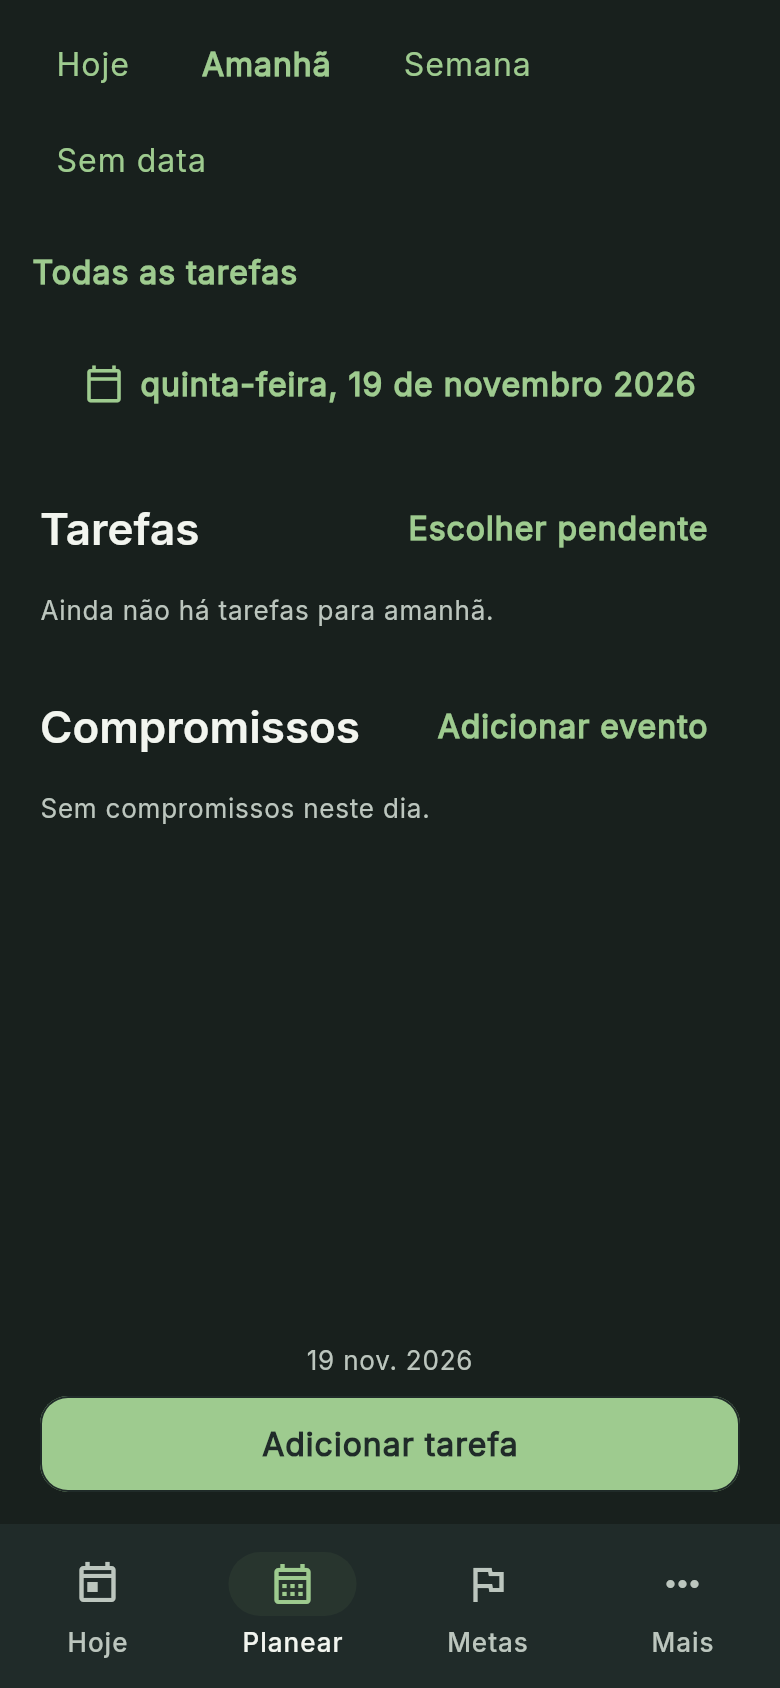 Hoje Amanhã Semana
Sem data
Todas as tarefas
quinta-feira, 19 de novembro 2026
Tarefas Escolher pendente
Ainda não há tarefas para amanhã.
Compromissos Adicionar evento
Sem compromissos neste dia.
19 nov. 2026
Adicionar tarefa
Hoje Planear Metas Mais